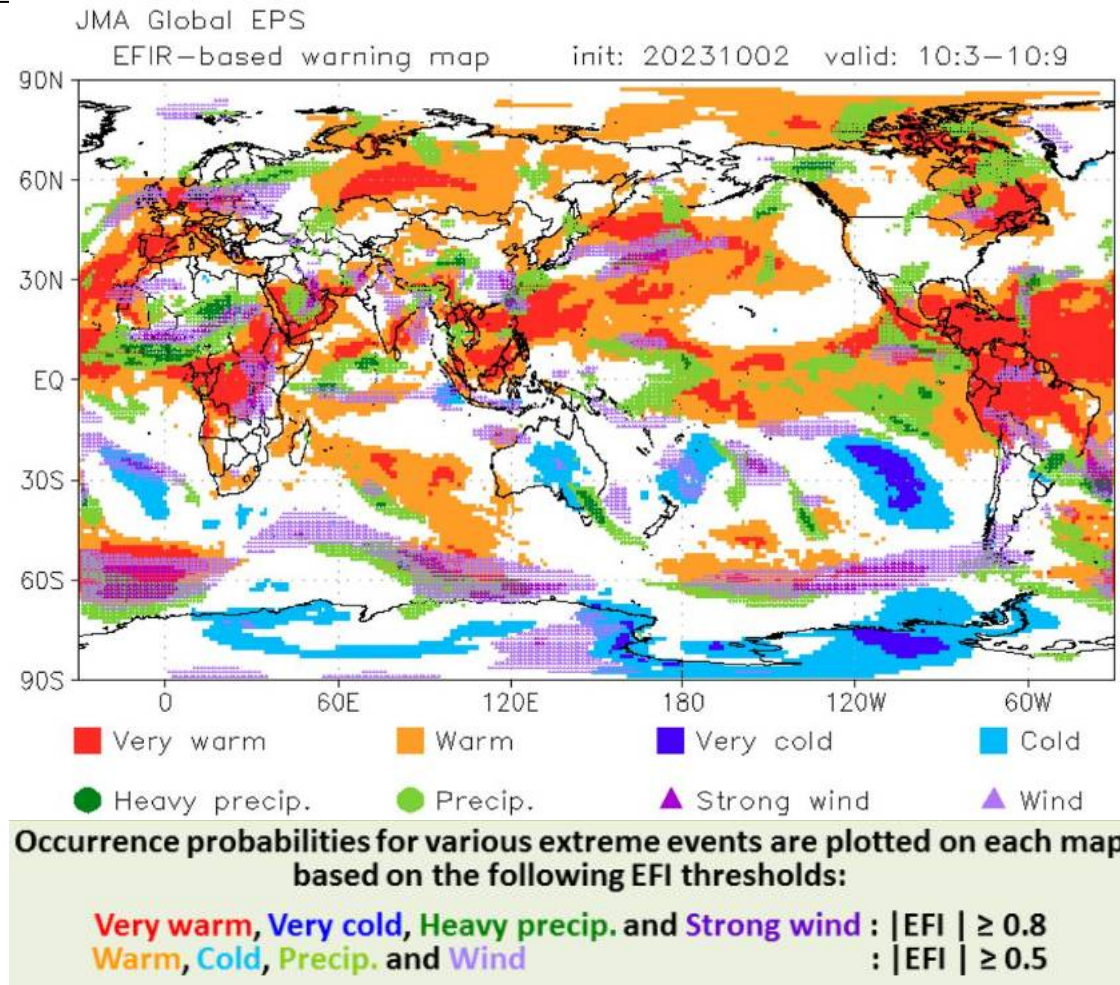 JMA Global EPS
EFIR-based warning map init: 20231002 valid: 10:3-10:9
90N
60N
30N
EQ
30S
60S
90S
0 60E 120E 180 120W 60W
Very warm Warm Very cold Cold
Heavy precip. Precip. Strong wind Wind
Occurrence probabilities for various extreme events are plotted on each map
based on the following EFI thresholds:
Very warm, Very cold, Heavy precip. and Strong wind : |EFI | ≥ 0.8
Warm, Cold, Precip. and Wind : |EFI | ≥ 0.5